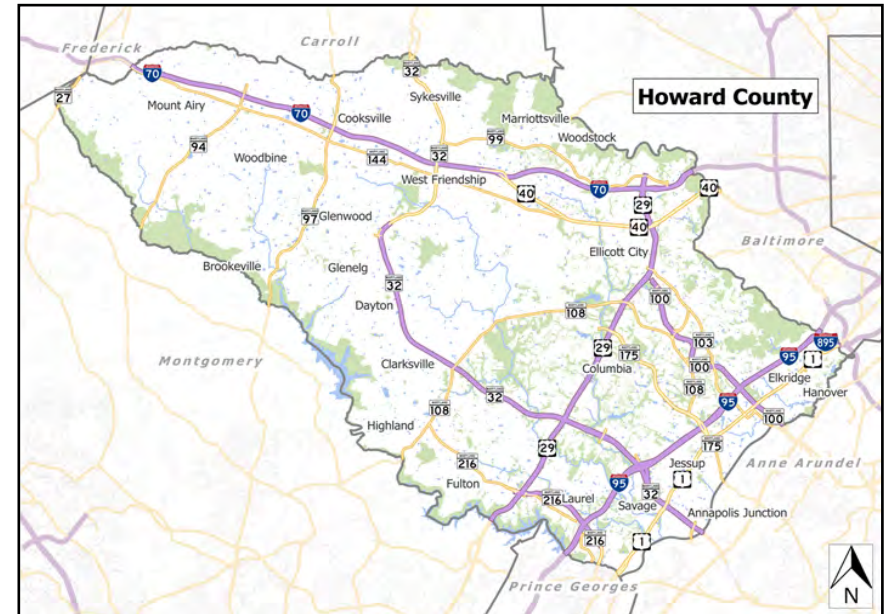 Frederick
Carroll
70
32
27
Mount Airy
Sykesville
Howard County
70
Cooksville
Marriottsville
Woodstock
99
94
Woodbine
144
32
West Friendship
70
40
40
29
97
Glenwood
40
Ellicott City
Baltimore
Brookeville
Glenelg
32
100
Dayton
108
103
895
29
175
95
1
Montgomery
Clarksville
Columbia
100
Elkridge
32
108
95
Hanover
108
100
Highland
29
175
216
Jessup
Anne Arundel
Fulton
95
1
216
Laurel
32
Savage
Annapolis Junction
216
1
Prince Georges
N